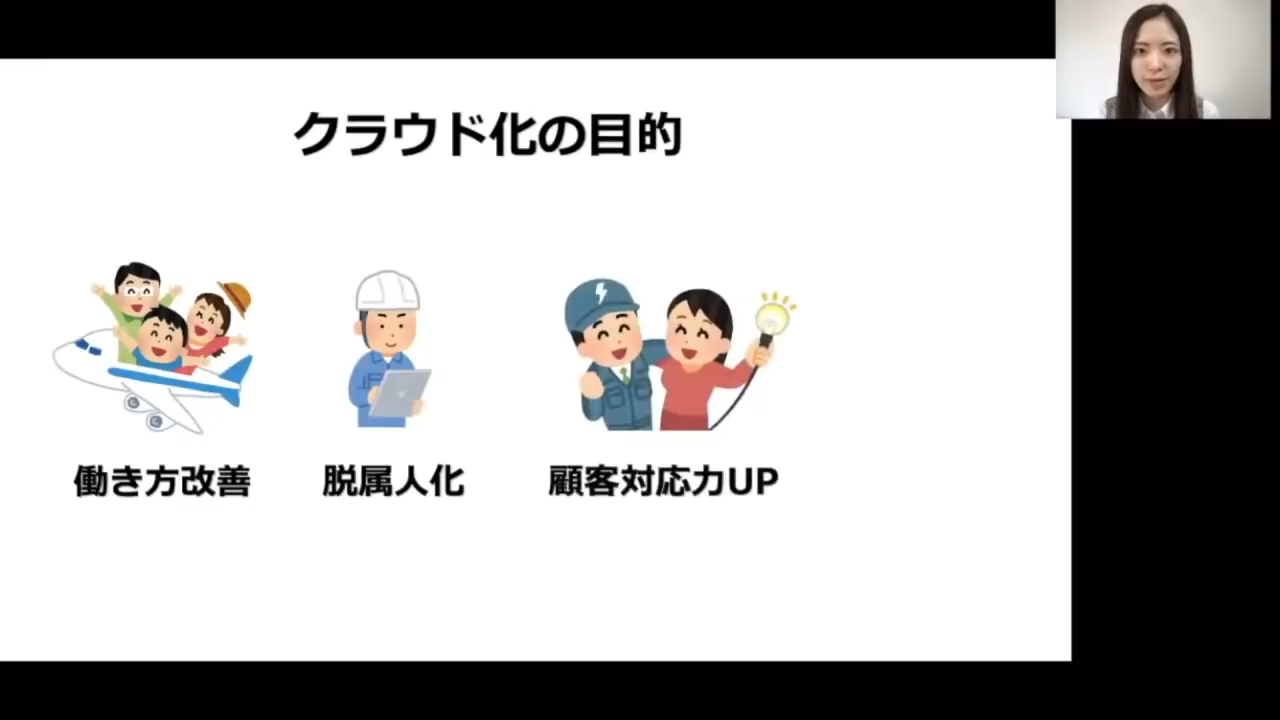 クラウド化の目的
働き方改善
脱属人化
顧客対応力UP